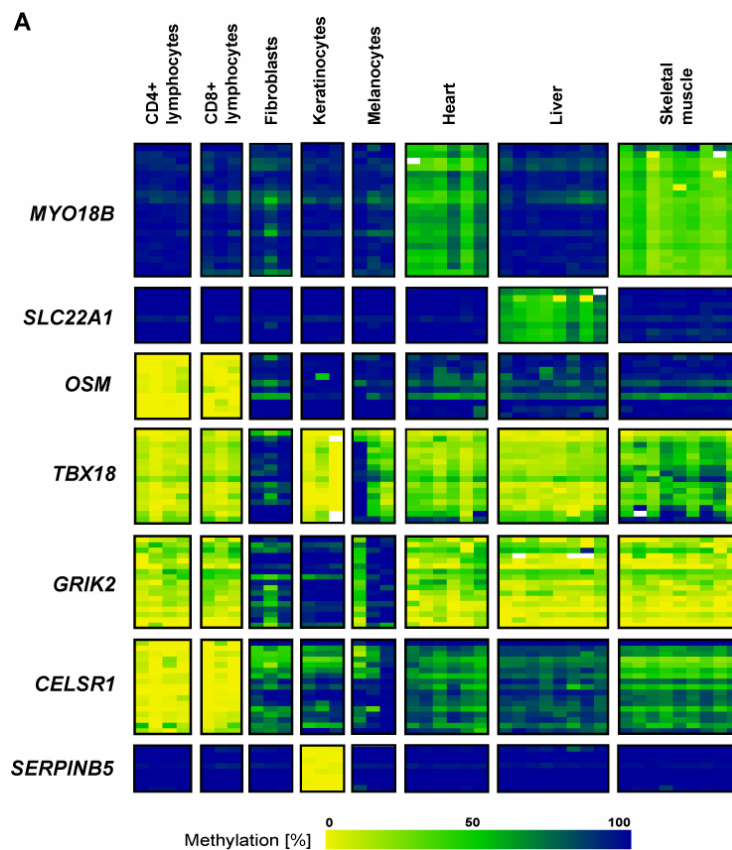 A
CD4+
lymphocytes
CD8+
lymphocytes
Fibroblasts
Keratinocytes
Melanocytes
Heart
Liver
Skeletal
muscle
MYO18B
SLC22A1
OSM
TBX18
GRIK2
CELSR1
SERPINB5
0 50 100
Methylation [%]